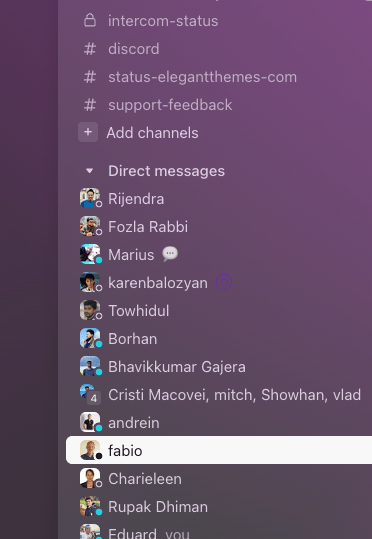 intercom-status
# discord
# status-elegantthemes-com
# support-feedback
+ Add channels
Direct messages
Rijendra
Fozla Rabbi
Marius
karenbalozyan
Towhidul
Borhan
Bhavikkumar Gajera
4 Cristi Macovei, mitch, Showhan, vlad
andrein
fabio
Charieleen
Rupak Dhiman
Eduard you